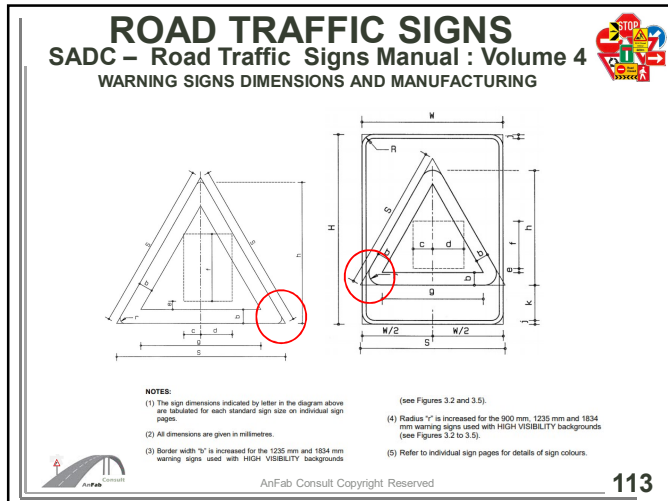 ROAD TRAFFIC SIGNS
SADC – Road Traffic Signs Manual : Volume 4
WARNING SIGNS DIMENSIONS AND MANUFACTURING
STOP
W
R
j
H
S
h
f
c d
b
b
e
b
g
k
j
W/2 W/2
S
S
S
h
f
b
e
r
b
c d
g
S
NOTES:
(1) The sign dimensions indicated by letter in the diagram above
are tabulated for each standard sign size on individual sign
pages.
(2) All dimensions are given in millimetres.
(3) Border width "b" is increased for the 1235 mm and 1834 mm
warning signs used with HIGH VISIBILITY backgrounds
(see Figures 3.2 and 3.5).
(4) Radius "r" is increased for the 900 mm, 1235 mm and 1834
mm warning signs used with HIGH VISIBILITY backgrounds
(see Figures 3.2 to 3.5).
(5) Refer to individual sign pages for details of sign colours.
AnFab Consult
AnFab Consult Copyright Reserved
113